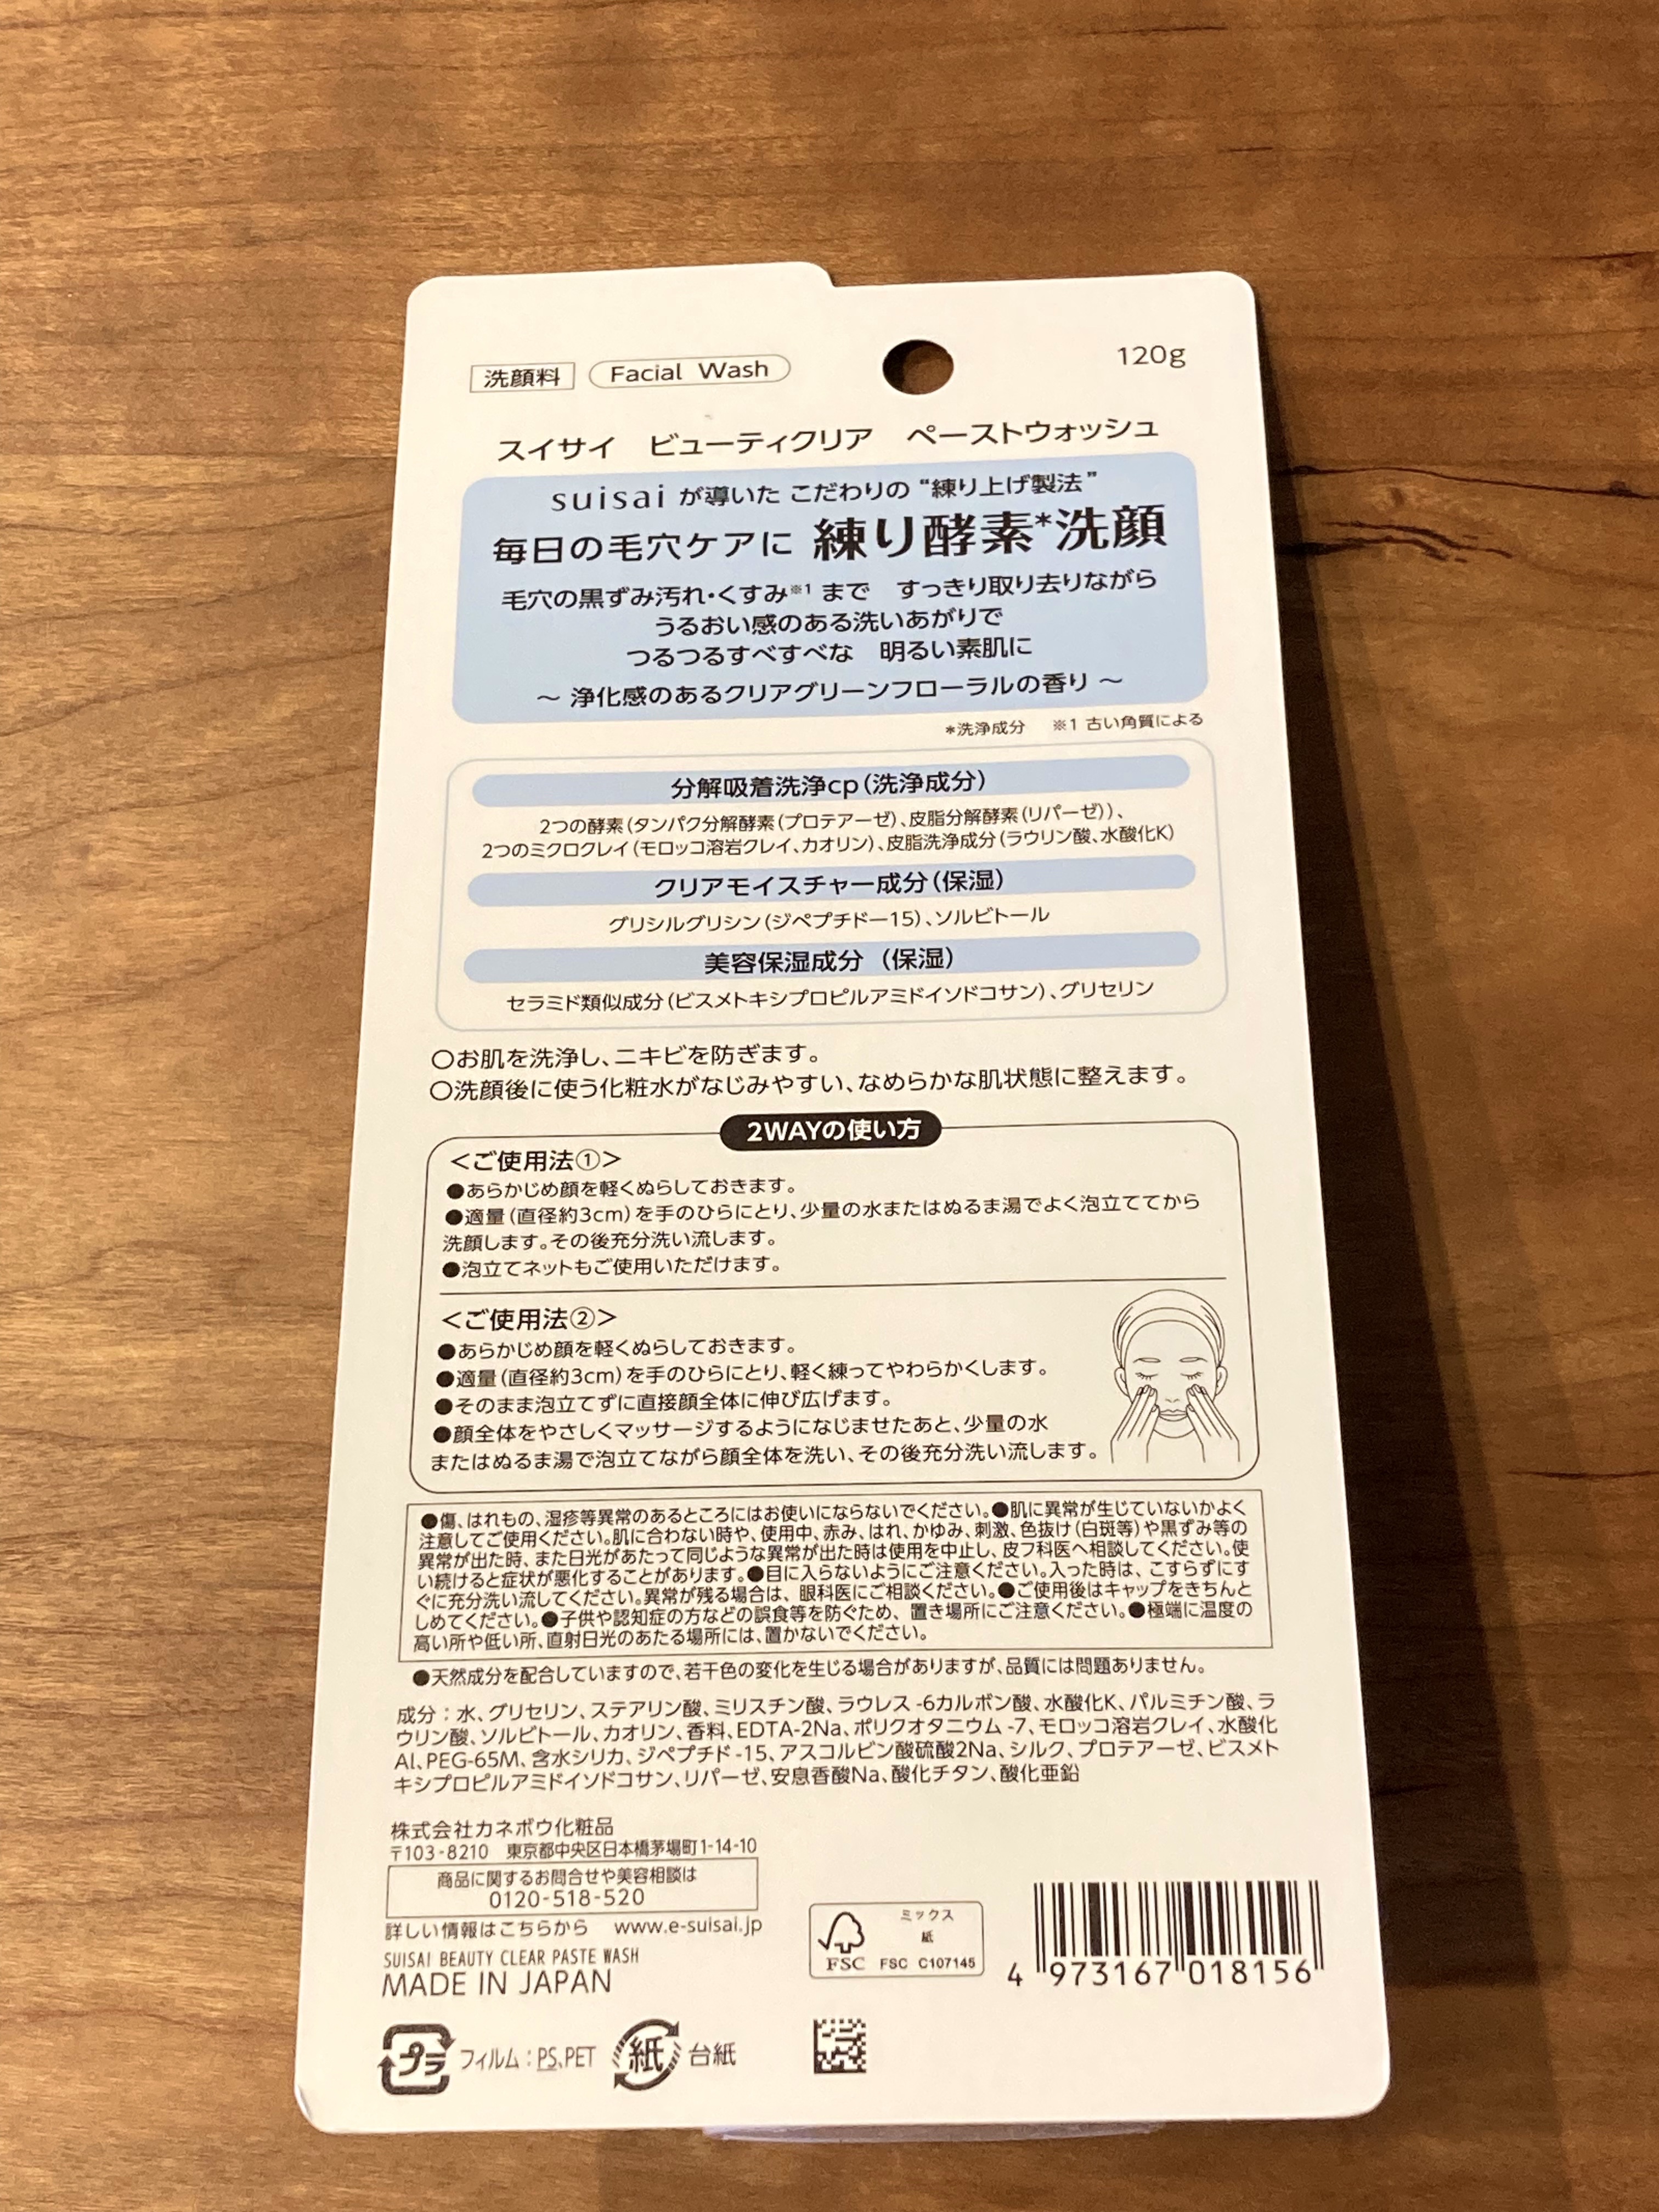 洗顔料 Facial Wash 120g
スイサイ ビューティクリア ペーストウォッシュ
suisai が導いた こだわりの “練り上げ製法”
毎日の毛穴ケアに 練り酵素*洗顔
毛穴の黒ずみ汚れ・くすみ※1 まで すっきり取り去りながら
うるおい感のある洗いあがりで
つるつるすべすべな 明るい素肌に
～ 浄化感のあるクリアグリーンフローラルの香り ～
*洗浄成分 ※1 古い角質による
分解吸着洗浄cp(洗浄成分)
2つの酵素(タンパク分解酵素(プロテアーゼ)、皮脂分解酵素(リパーゼ))、
2つのミクロクレイ(モロッコ溶岩クレイ、カオリン)、皮脂洗浄成分(ラウリン酸、水酸化K)
クリアモイスチャー成分(保湿)
グリシルグリシン(ジペプチドー15)、ソルビトール
美容保湿成分 (保湿)
セラミド類似成分(ビスメトキシプロピルアミドイソドコサン)、グリセリン
○お肌を洗浄し、ニキビを防ぎます。
○洗顔後に使う化粧水がなじみやすい、なめらかな肌状態に整えます。
2WAYの使い方
<ご使用法①>
●あらかじめ顔を軽くぬらしておきます。
●適量(直径約3cm)を手のひらにとり、少量の水またはぬるま湯でよく泡立ててから
洗顔します。その後充分洗い流します。
●泡立てネットもご使用いただけます。
<ご使用法②>
●あらかじめ顔を軽くぬらしておきます。
●適量(直径約3cm)を手のひらにとり、軽く練ってやわらかくします。
●そのまま泡立てずに直接顔全体に伸び広げます。
●顔全体をやさしくマッサージするようになじませたあと、少量の水
またはぬるま湯で泡立てながら顔全体を洗い、その後充分洗い流します。
●傷、はれもの、湿疹等異常のあるところにはお使いにならないでください。●肌に異常が生じていないかよく
注意してご使用ください。肌に合わない時や、使用中、赤み、はれ、かゆみ、刺激、色抜け(白斑等)や黒ずみ等の
異常が出た時、また日光があたって同じような異常が出た時は使用を中止し、皮フ科医へ相談してください。使
い続けると症状が悪化することがあります。●目に入らないようにご注意ください。入った時は、こすらずにす
ぐに充分洗い流してください。異常が残る場合は、眼科医にご相談ください。●ご使用後はキャップをきちんと
しめてください。●子供や認知症の方などの誤食等を防ぐため、置き場所にご注意ください。●極端に温度の
高い所や低い所、直射日光のあたる場所には、置かないでください。
●天然成分を配合していますので、若干色の変化を生じる場合がありますが、品質には問題ありません。
成分：水、グリセリン、ステアリン酸、ミリスチン酸、ラウレス-6カルボン酸、水酸化K、パルミチン酸、ラ
ウリン酸、ソルビトール、カオリン、香料、EDTA-2Na、ポリクオタニウム-7、モロッコ溶岩クレイ、水酸化
Al、PEG-65M、含水シリカ、ジペプチド-15、アスコルビン酸硫酸2Na、シルク、プロテアーゼ、ビスメト
キシプロピルアミドイソドコサン、リパーゼ、安息香酸Na、酸化チタン、酸化亜鉛
株式会社カネボウ化粧品
〒103-8210 東京都中央区日本橋茅場町1-14-10
商品に関するお問合せや美容相談は
0120-518-520
詳しい情報はこちらから www.e-suisai.jp
SUISAI BEAUTY CLEAR PASTE WASH
MADE IN JAPAN
ミックス
紙
FSC FSC C107145
4 973167 018156
プラ フィルム：PS、PET 紙 台紙